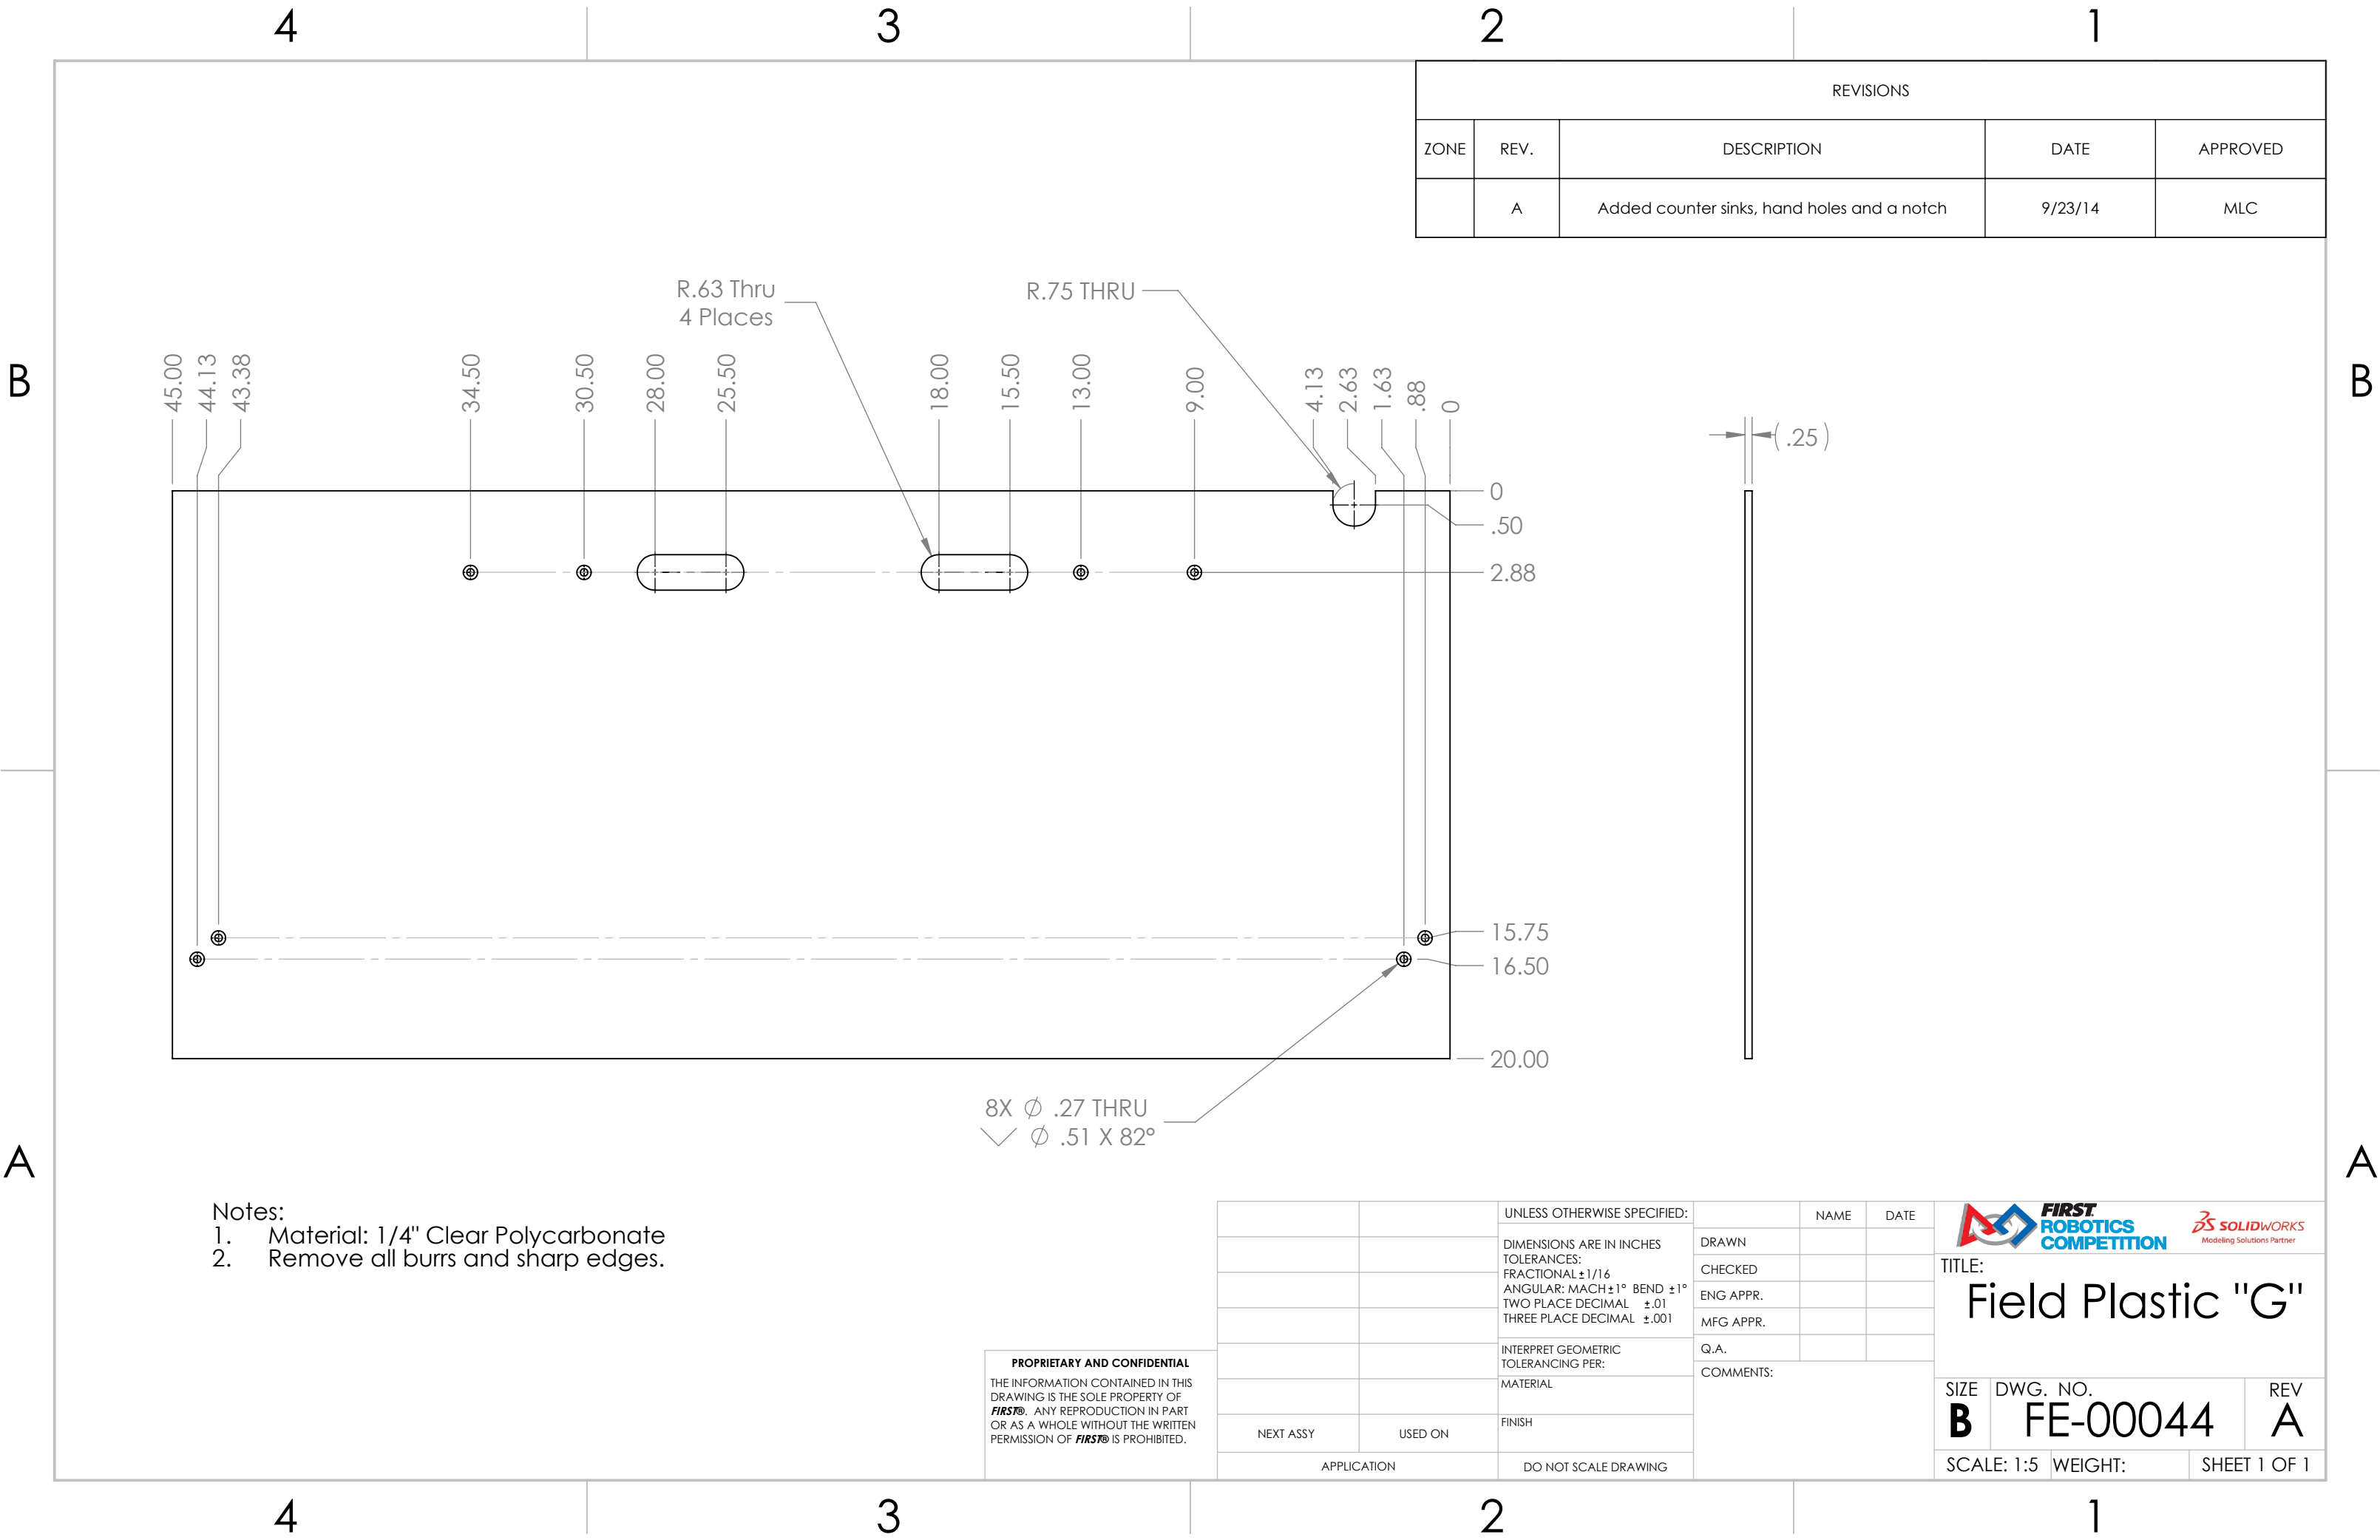 4 3 2 1
REVISIONS
ZONE REV. DESCRIPTION DATE APPROVED
A Added counter sinks, hand holes and a notch 9/23/14 MLC
R.63 Thru
4 Places
R.75 THRU
B B
45.00 44.13 43.38 34.50 30.50 28.00 25.50 18.00 15.50 13.00 9.00 4.13 2.63 1.63 .88 0
(.25)
0
.50
2.88
15.75
16.50
20.00
8X Ø .27 THRU
⌵ Ø .51 X 82°
A A
Notes:
1. Material: 1/4" Clear Polycarbonate
2. Remove all burrs and sharp edges.
PROPRIETARY AND CONFIDENTIAL
THE INFORMATION CONTAINED IN THIS
DRAWING IS THE SOLE PROPERTY OF
FIRST®. ANY REPRODUCTION IN PART
OR AS A WHOLE WITHOUT THE WRITTEN
PERMISSION OF FIRST® IS PROHIBITED.
NEXT ASSY USED ON
APPLICATION
UNLESS OTHERWISE SPECIFIED:
DIMENSIONS ARE IN INCHES
TOLERANCES:
FRACTIONAL ±1/16
ANGULAR: MACH±1° BEND ±1°
TWO PLACE DECIMAL ±.01
THREE PLACE DECIMAL ±.001
INTERPRET GEOMETRIC
TOLERANCING PER:
MATERIAL
FINISH
DO NOT SCALE DRAWING
NAME DATE
DRAWN
CHECKED
ENG APPR.
MFG APPR.
Q.A.
COMMENTS:
FIRST®
ROBOTICS
COMPETITION
SOLIDWORKS
Modeling Solutions Partner
TITLE:
Field Plastic "G"
SIZE DWG. NO. REV
B FE-00044 A
SCALE: 1:5 WEIGHT: SHEET 1 OF 1
4 3 2 1